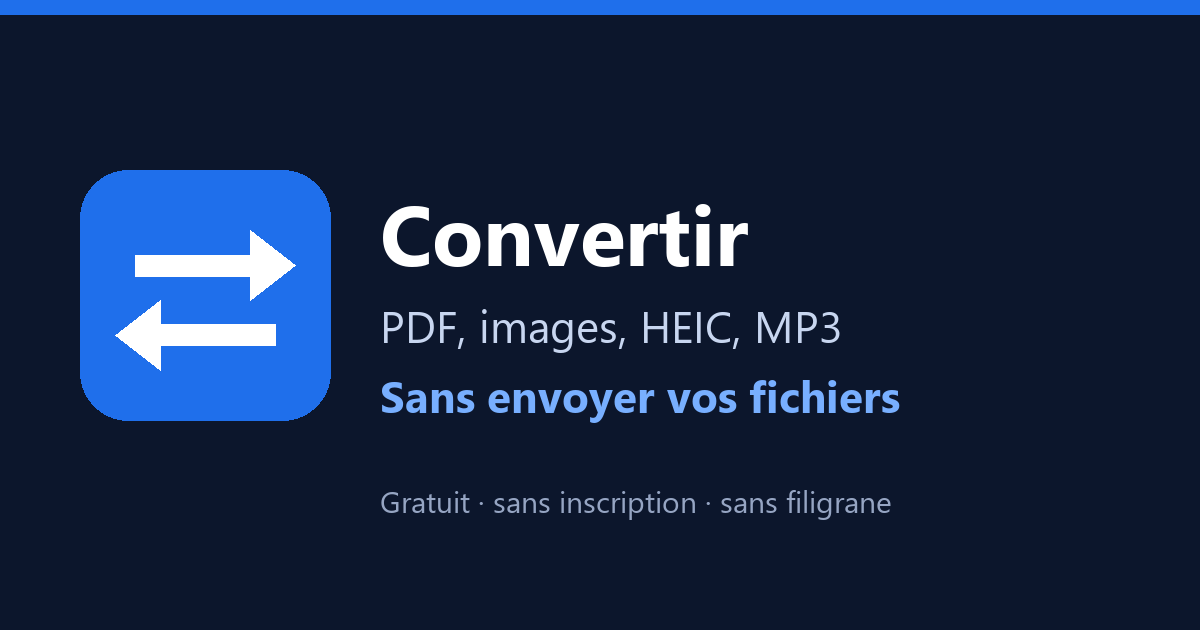 Convertir
PDF, images, HEIC, MP3
Sans envoyer vos fichiers
Gratuit · sans inscription · sans filigrane